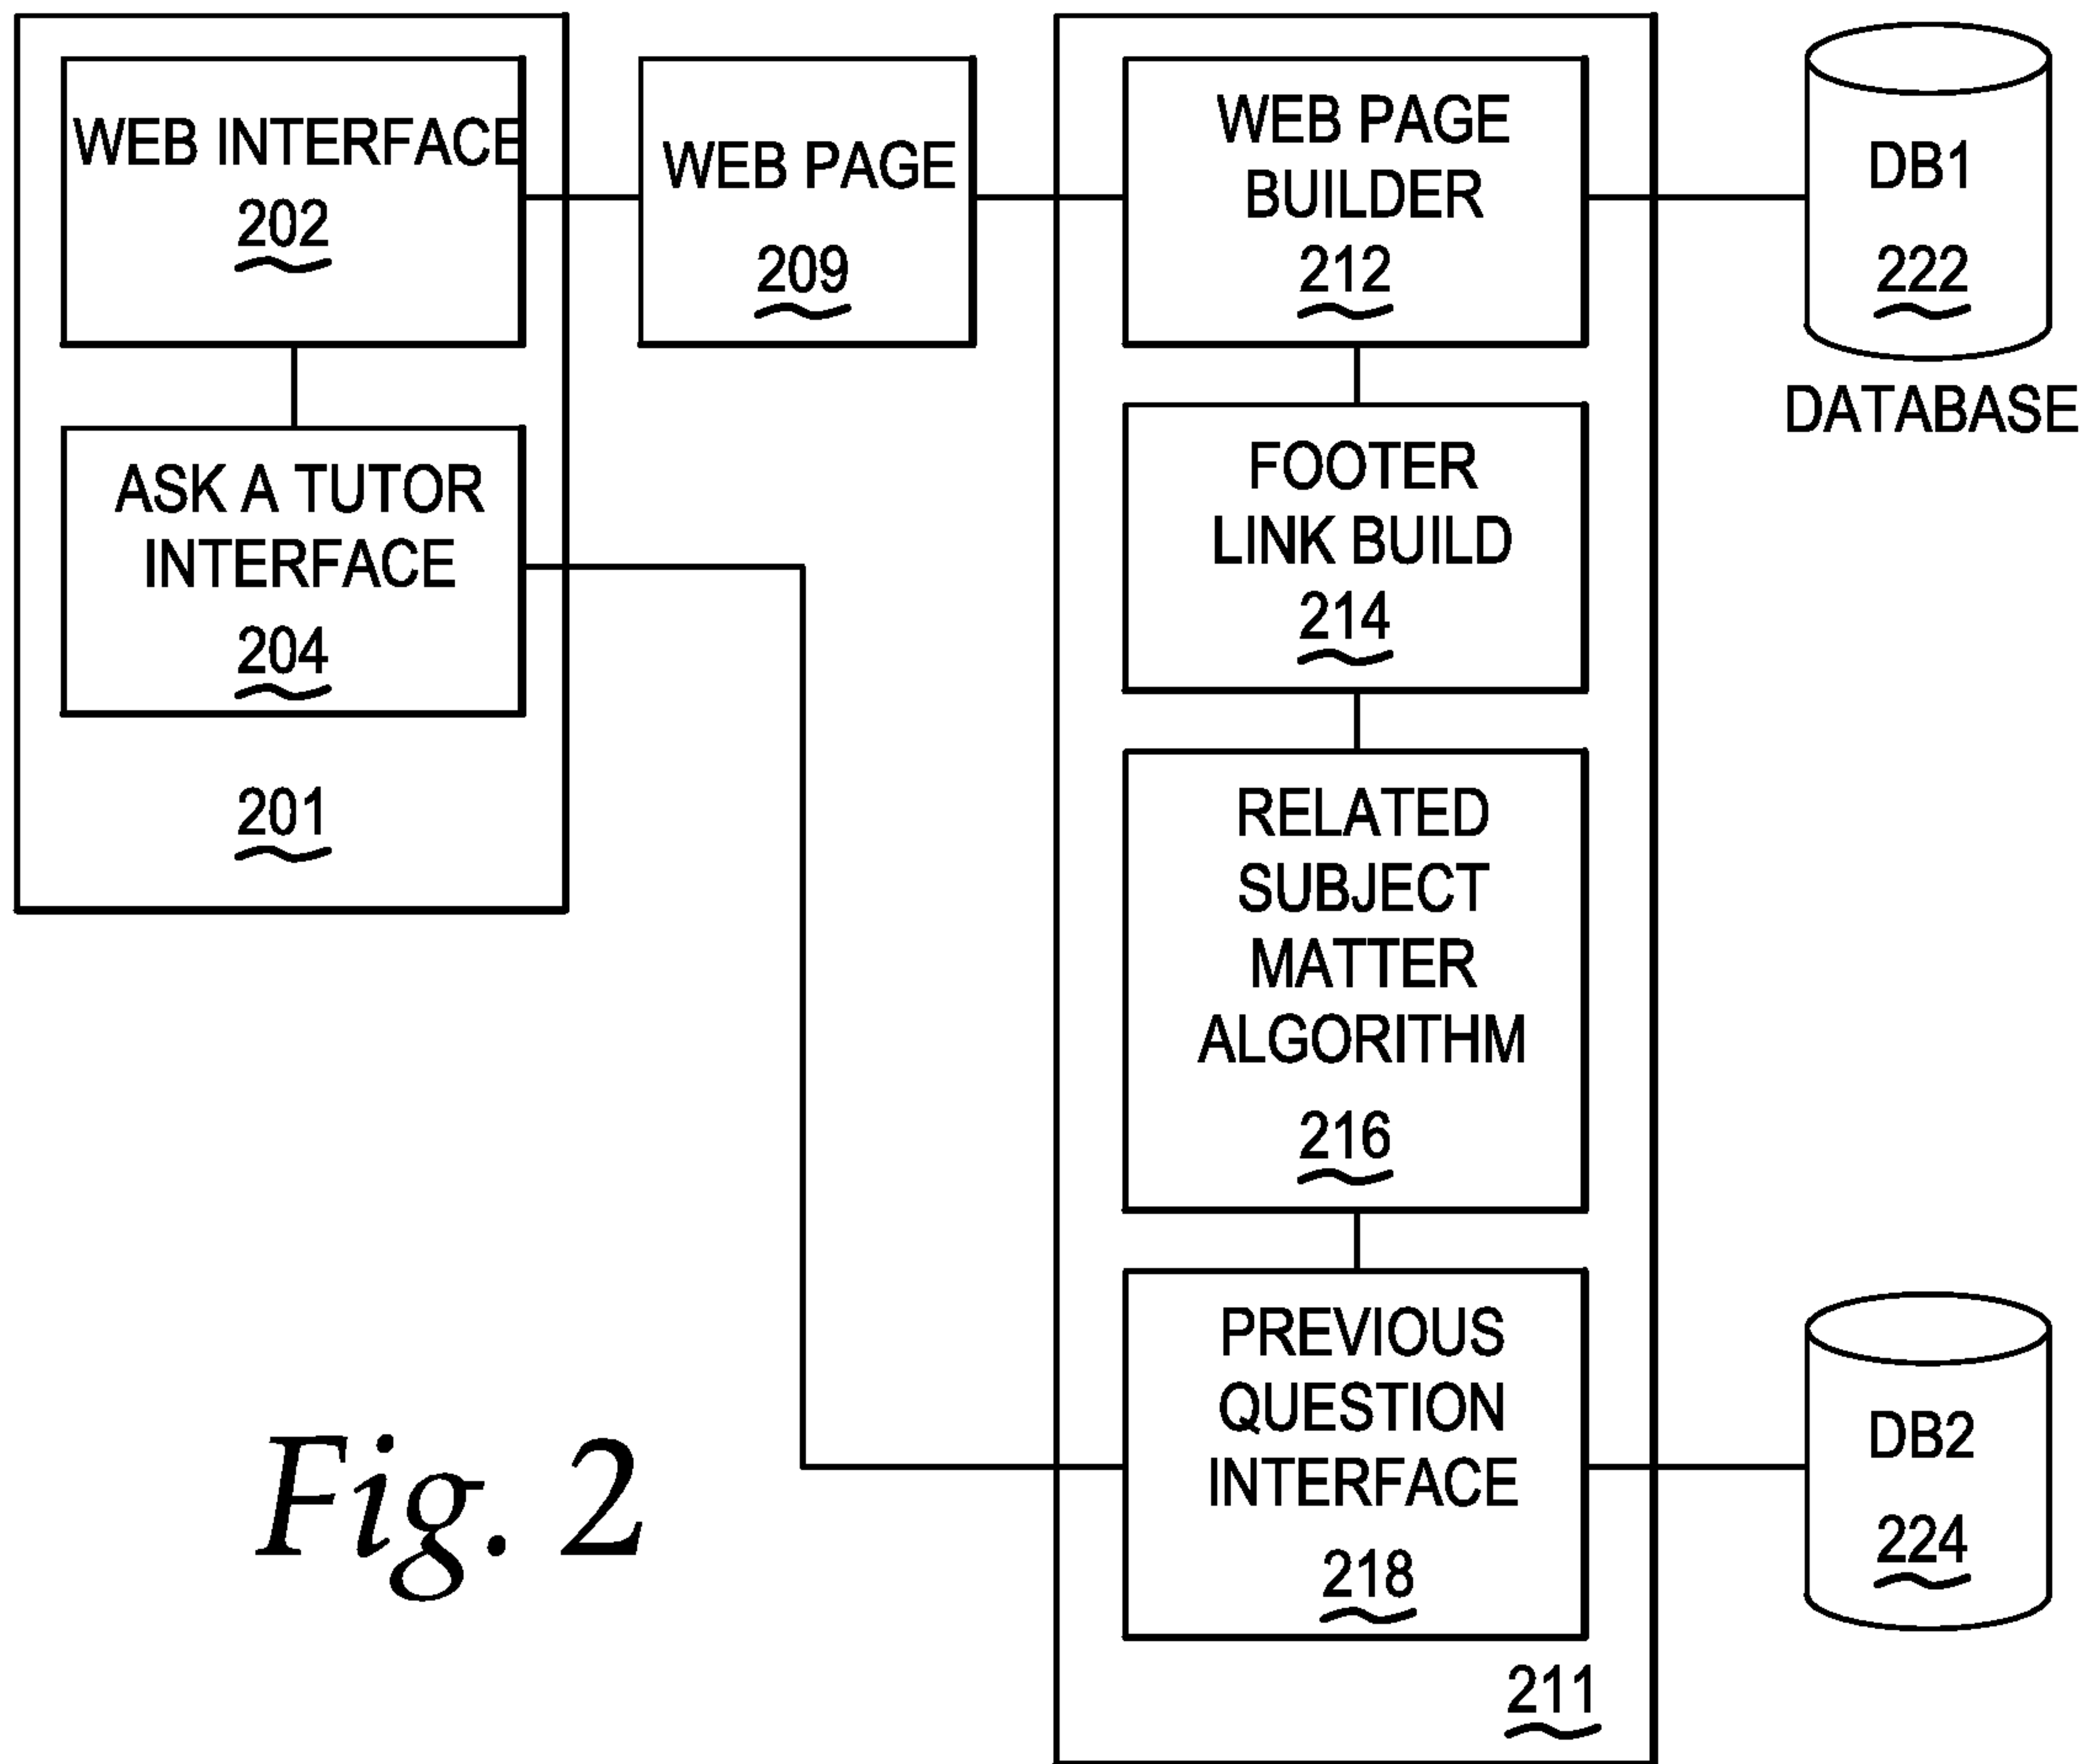 WEB INTERFACE
202
ASK A TUTOR
INTERFACE
204
201
WEB PAGE
209
WEB PAGE
BUILDER
212
FOOTER
LINK BUILD
214
RELATED
SUBJECT
MATTER
ALGORITHM
216
PREVIOUS
QUESTION
INTERFACE
218
211
DB1
222
DATABASE
DB2
224
Fig. 2